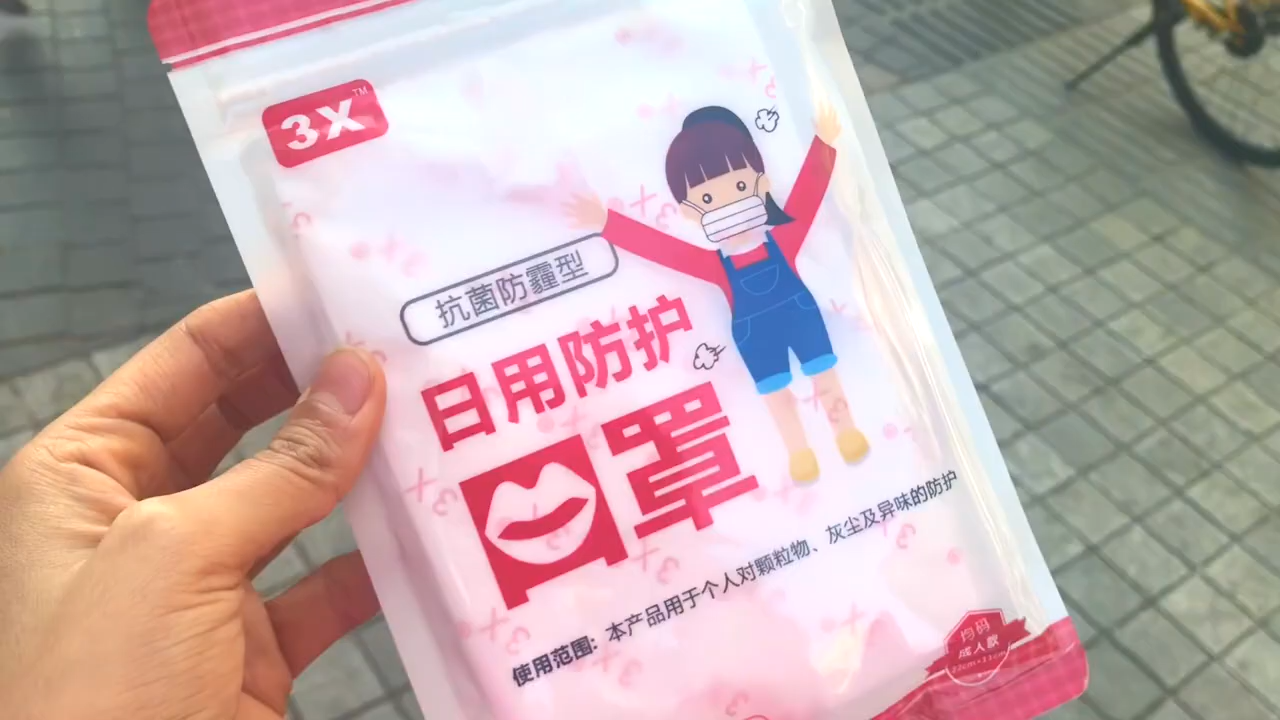 3X™
抗菌防霾型
日用防护
口罩
使用范围: 本产品用于个人对颗粒物、灰尘及异味的防护
均码
成人款